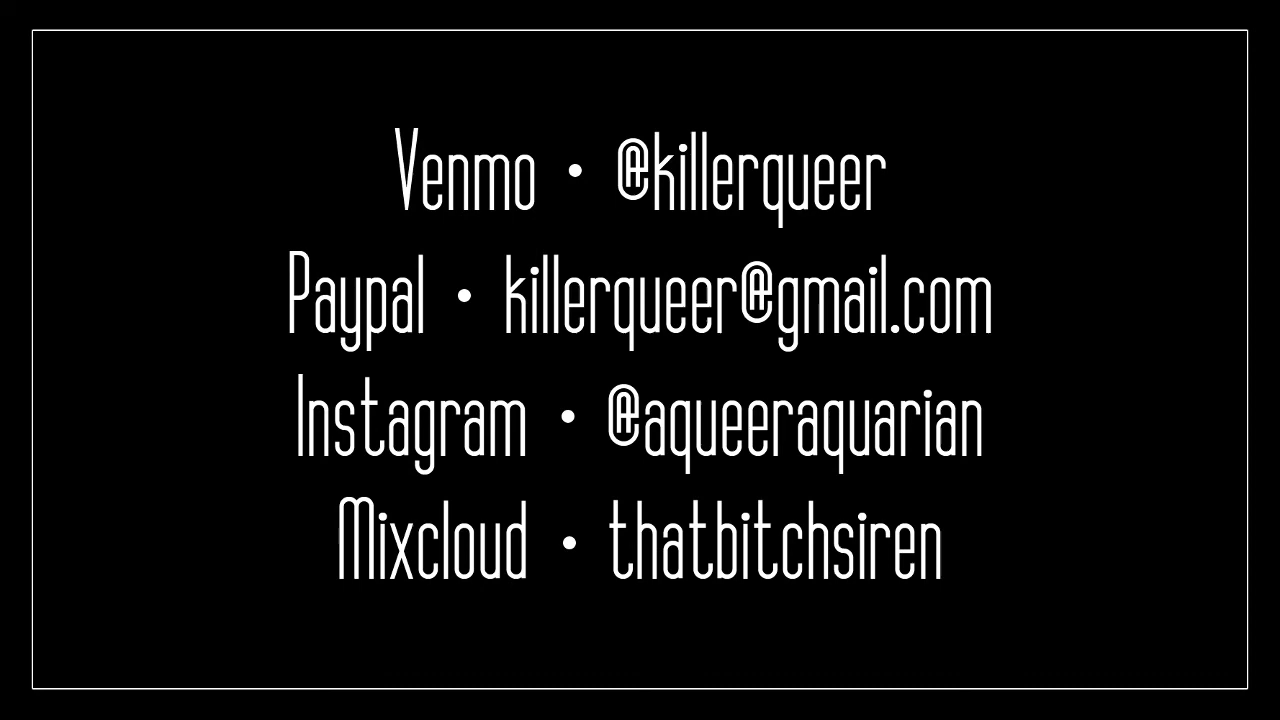 Venmo • @killerqueer
Paypal • killerqueer@gmail.com
Instagram • @aqueeraquarian
Mixcloud • thatbitchsiren